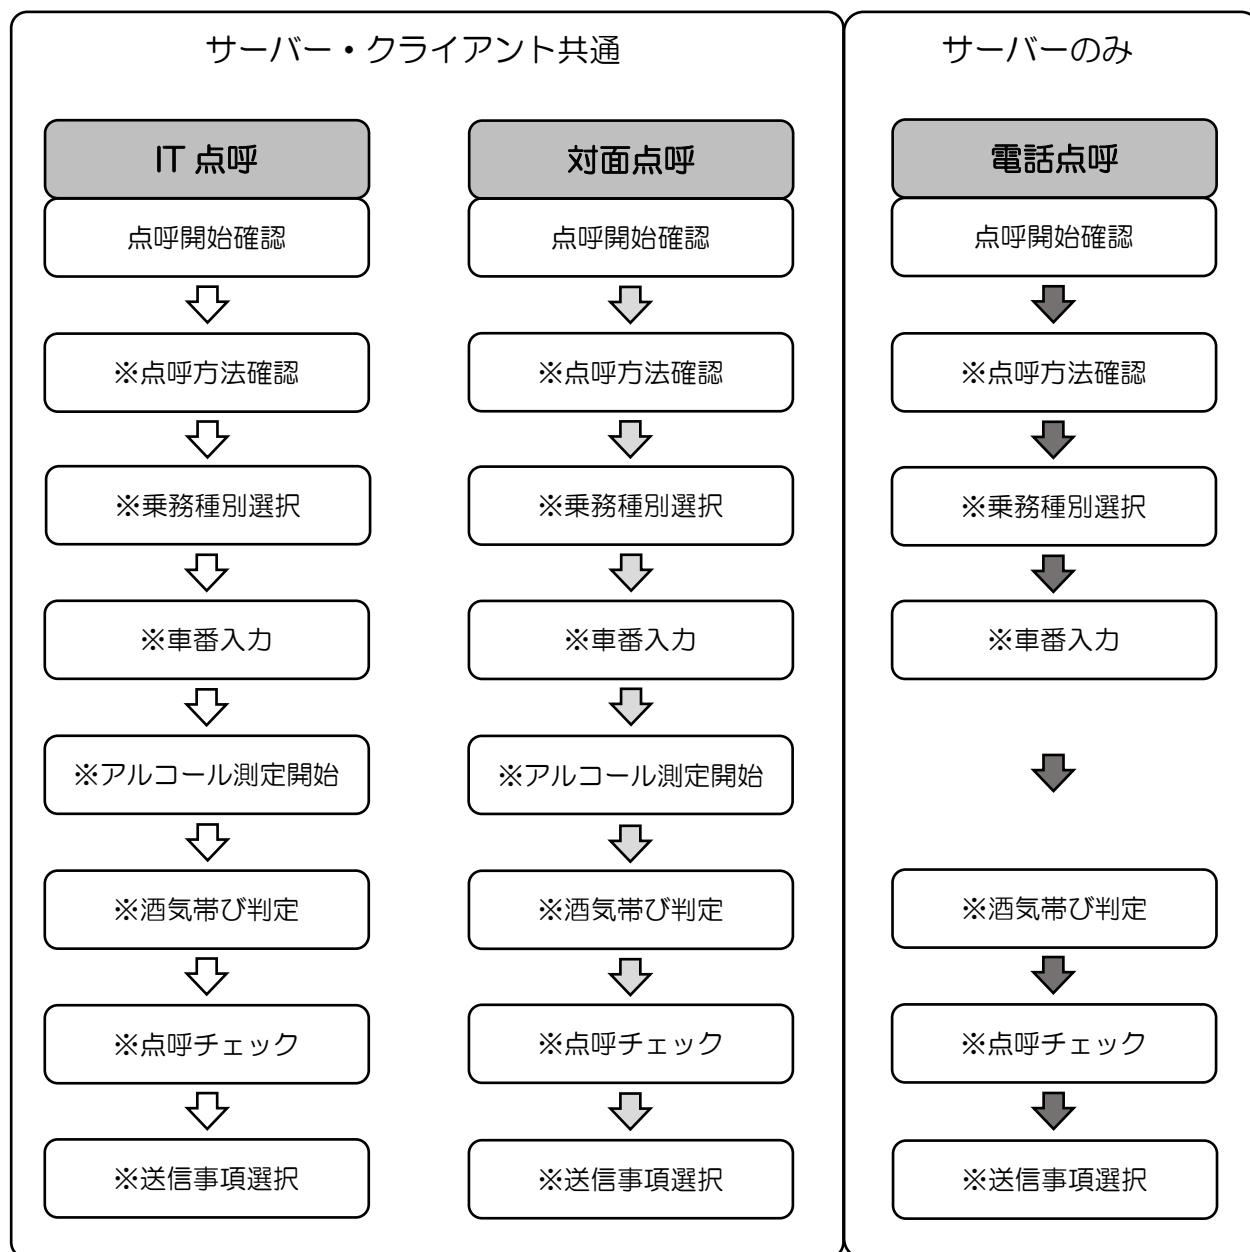 サーバー・クライアント共通
IT 点呼
点呼開始確認
※点呼方法確認
※乗務種別選択
※車番入力
※アルコール測定開始
※酒気帯び判定
※点呼チェック
※送信事項選択
対面点呼
点呼開始確認
※点呼方法確認
※乗務種別選択
※車番入力
※アルコール測定開始
※酒気帯び判定
※点呼チェック
※送信事項選択
サーバーのみ
電話点呼
点呼開始確認
※点呼方法確認
※乗務種別選択
※車番入力
※酒気帯び判定
※点呼チェック
※送信事項選択